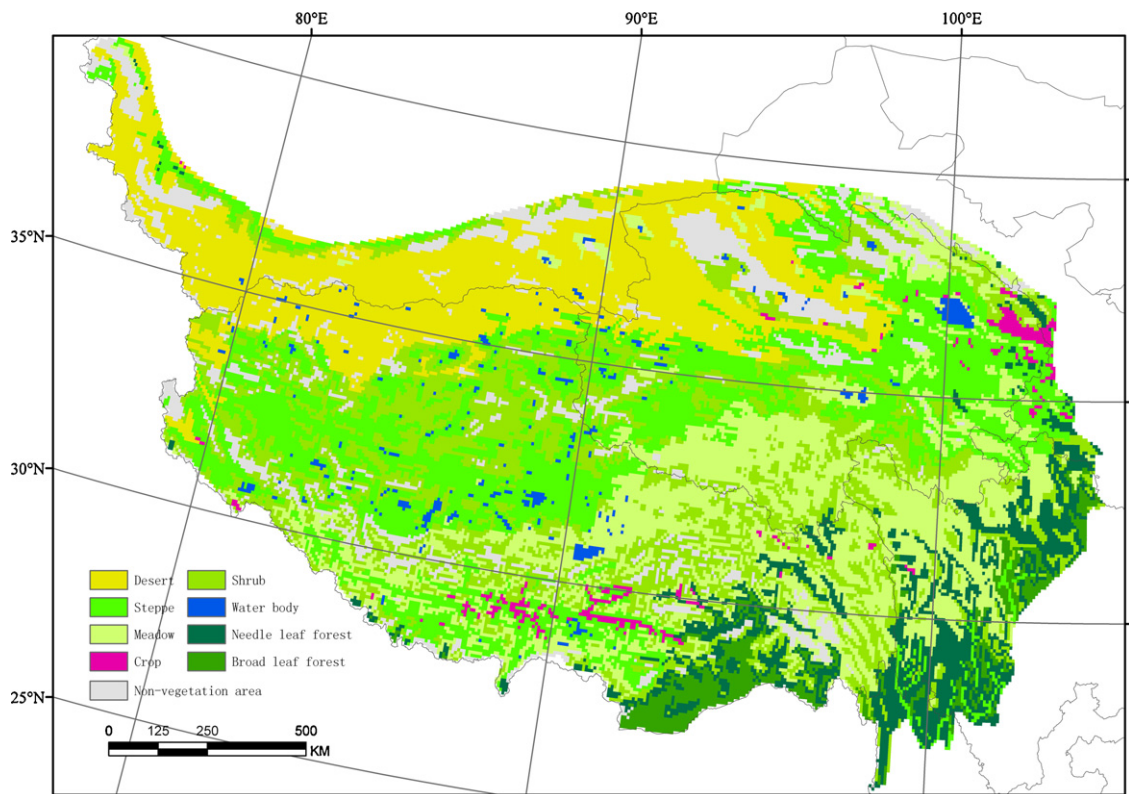 80°E
90°E
100°E
35°N
30°N
25°N
Desert
Shrub
Steppe
Water body
Meadow
Needle leaf forest
Crop
Broad leaf forest
Non-vegetation area
0 125 250 500
KM